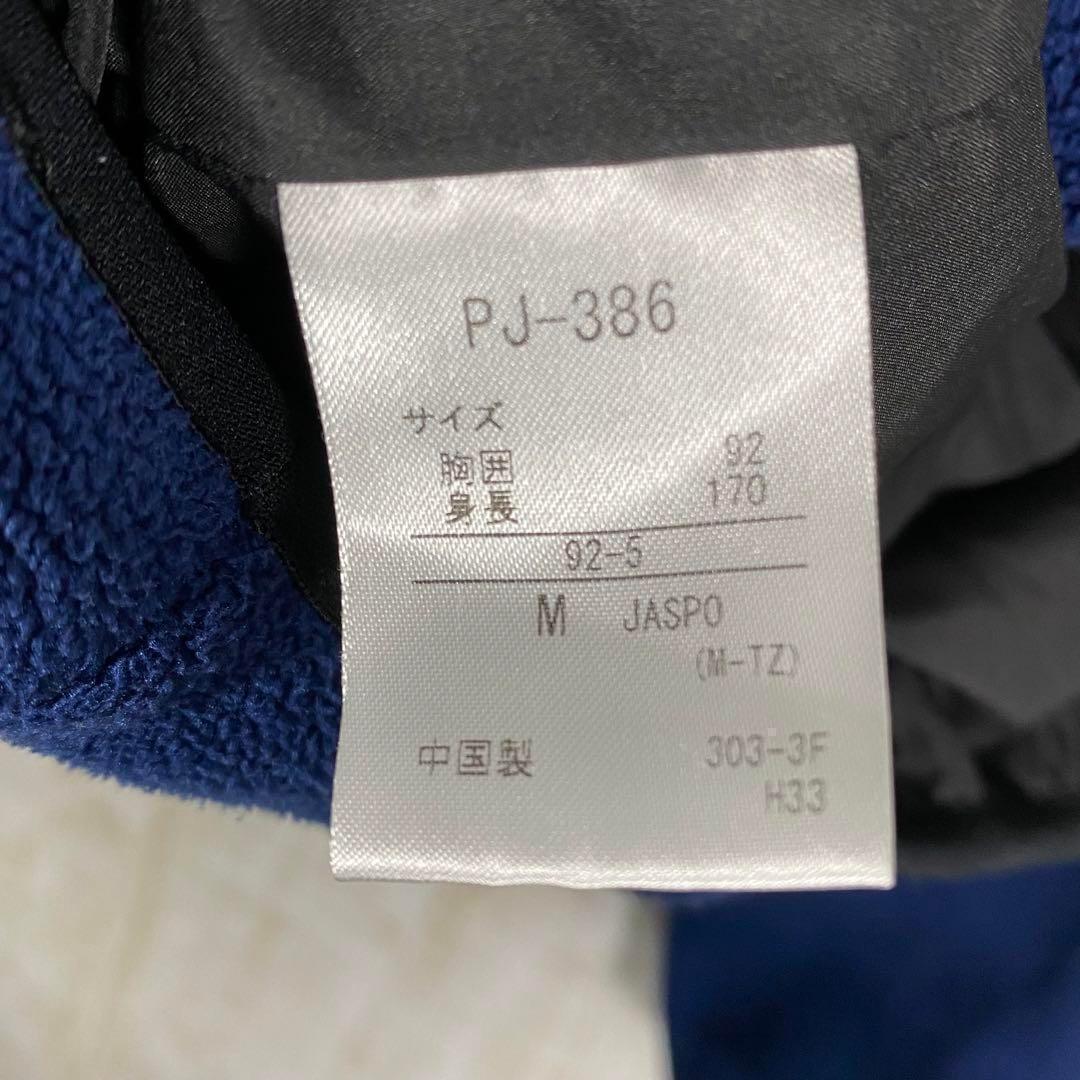 PJ-386
サイズ
胸囲 92
身長 170
92-5
M JASPO
(M-TZ)
中国製 303-3F
H33